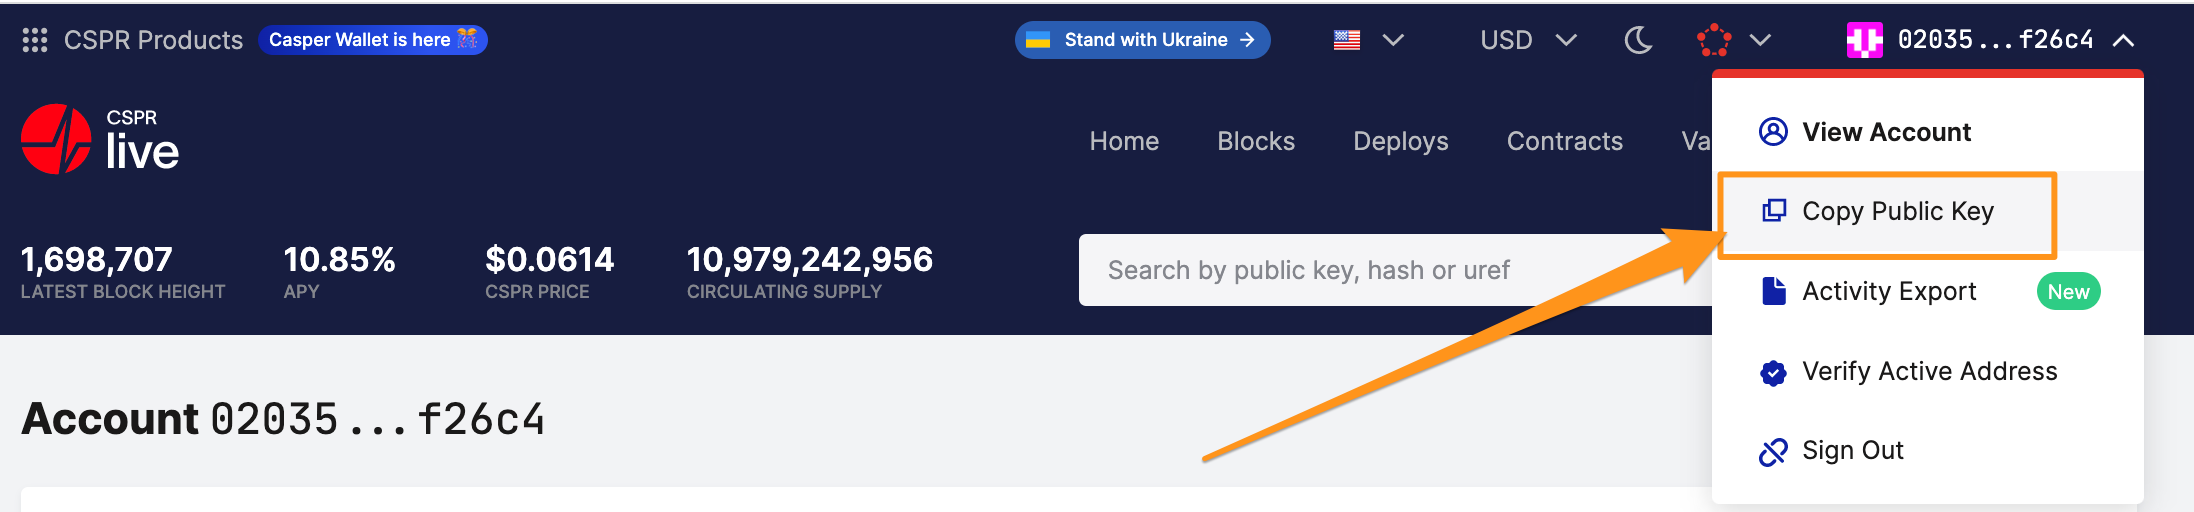 CSPR Products
Casper Wallet is here
Stand with Ukraine →
USD
02035...f26c4
CSPR
live
Home
Blocks
Deploys
Contracts
Va
View Account
Copy Public Key
Activity Export
New
Verify Active Address
Sign Out
1,698,707
LATEST BLOCK HEIGHT
10.85%
APY
$0.0614
CSPR PRICE
10,979,242,956
CIRCULATING SUPPLY
Search by public key, hash or uref
Account 02035...f26c4